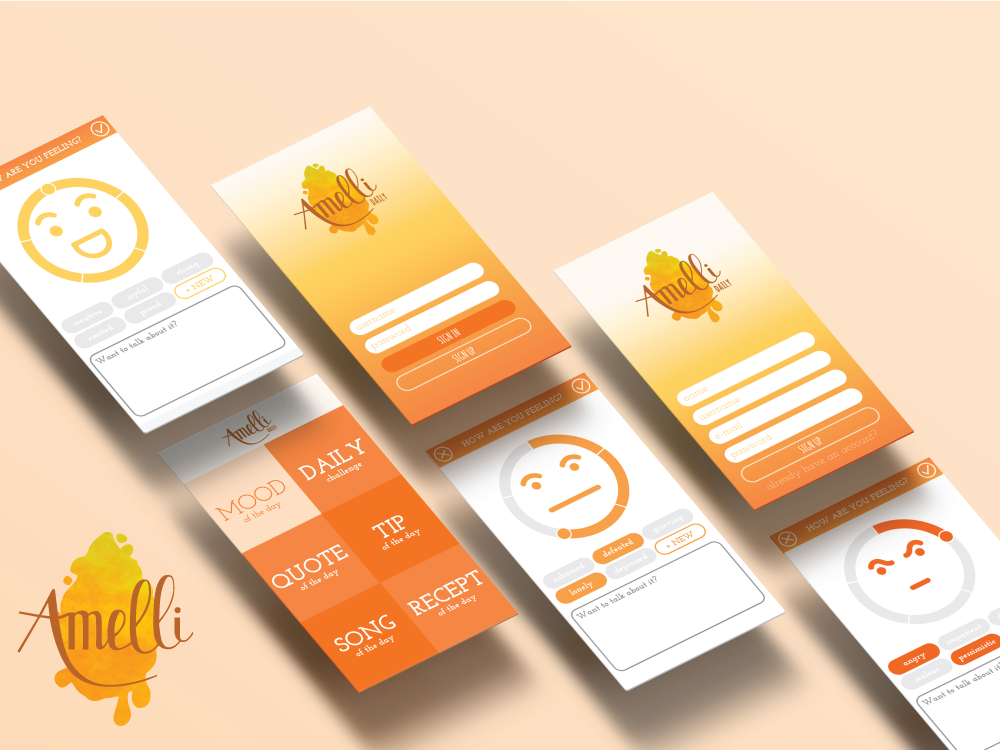 W ARE YOU FEELING?
creative
joyful
strong
excited
proud
+ NEW
Want to talk about it?
Amelli
DAILY
username
password
SIGN IN
SIGN UP
Amelli
DAILY
name
username
e-mail
password
SIGN UP
already have an account?
Amelli
DAILY
MOOD
of the day
DAILY
challenge
QUOTE
of the day
TIP
of the day
SONG
of the day
RECEPT
of the day
HOW ARE YOU FEELING?
ashamed
defeated
grieving
lonely
depressed
+ NEW
Want to talk about it?
HOW ARE YOU FEELING?
angry
impatient
jealous
pessimistic
Want to talk about it?
Amelli